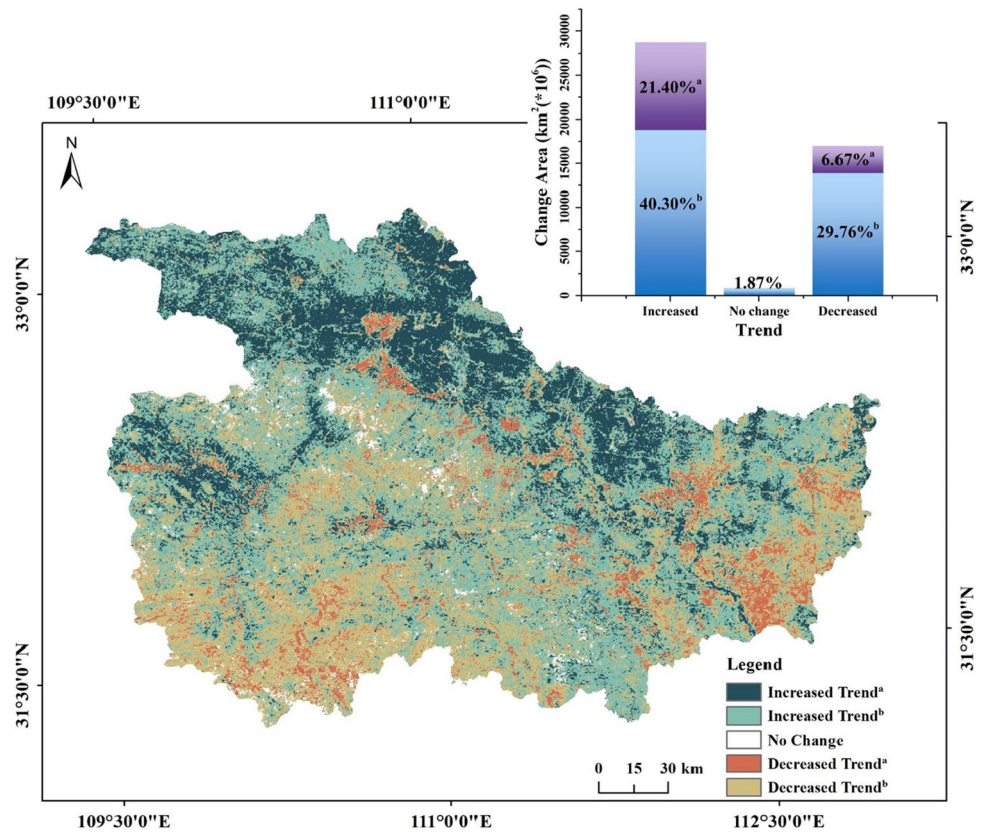 30000
25000
20000
15000
10000
5000
0
Change Area (km²(*10⁶))
21.40%ᵃ
40.30%ᵇ
1.87%
6.67%ᵃ
29.76%ᵇ
Increased
No change
Decreased
Trend
109°30'0"E
111°0'0"E
N
33°0'0"N
33°0'0"N
31°30'0"N
31°30'0"N
Legend
Increased Trendᵃ
Increased Trendᵇ
No Change
Decreased Trendᵃ
Decreased Trendᵇ
0 15 30 km
109°30'0"E
111°0'0"E
112°30'0"E